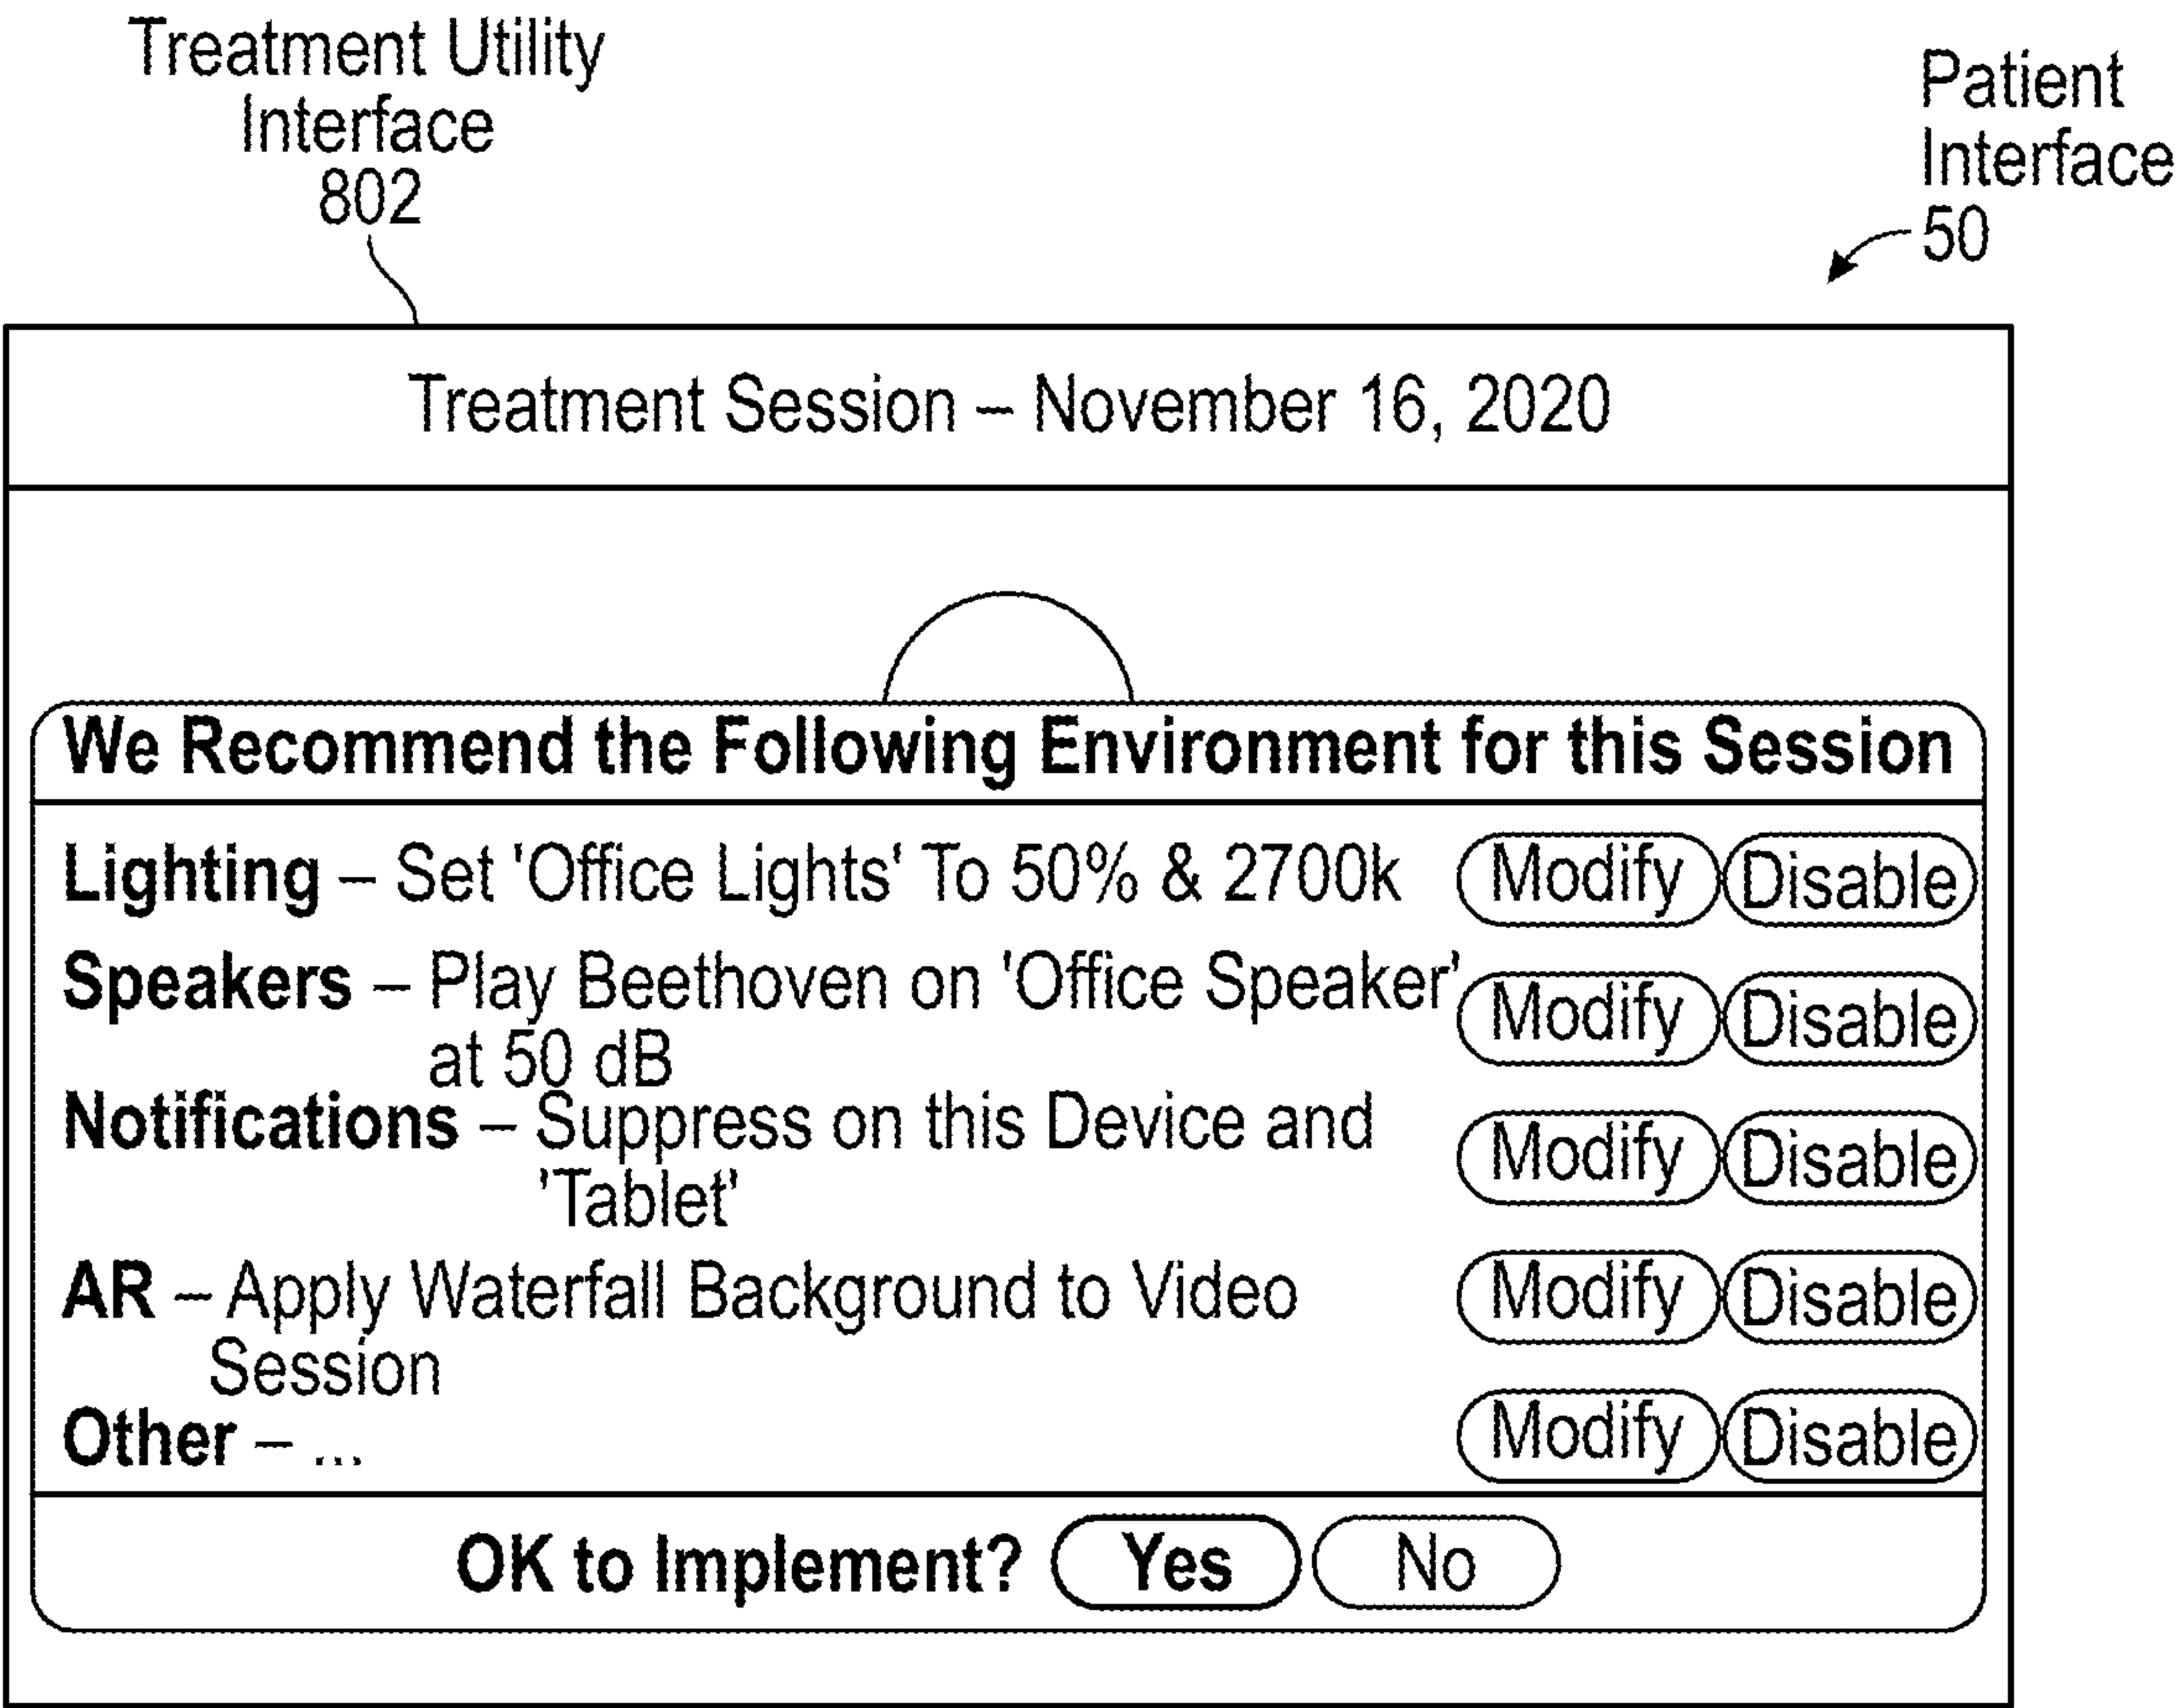 Treatment Utility
Interface
802
Patient
Interface
50
Treatment Session – November 16, 2020
We Recommend the Following Environment for this Session
Lighting – Set 'Office Lights' To 50% & 2700k Modify Disable
Speakers – Play Beethoven on 'Office Speaker' Modify Disable
at 50 dB
Notifications – Suppress on this Device and Modify Disable
'Tablet'
AR – Apply Waterfall Background to Video Modify Disable
Session
Other – ... Modify Disable
OK to Implement? Yes No